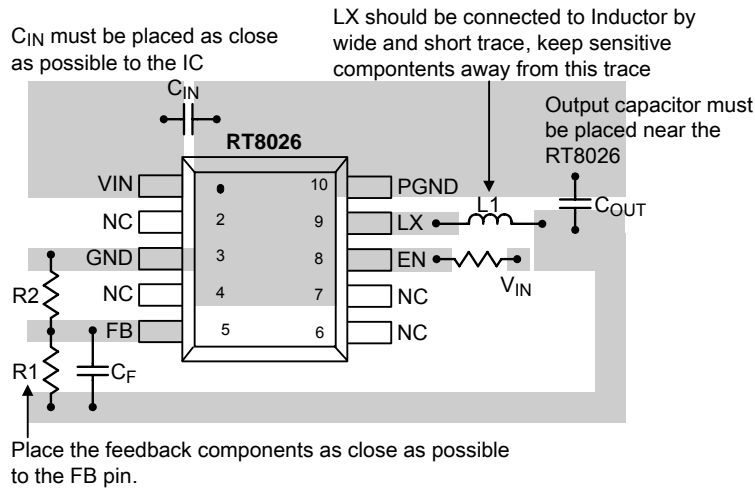 LX should be connected to Inductor by
wide and short trace, keep sensitive
compontents away from this trace
C_IN must be placed as close
as possible to the IC
C_IN
Output capacitor must
be placed near the
RT8026
RT8026
VIN
10
PGND
NC
2
9
LX
L1
C_OUT
GND
3
8
EN
V_IN
R2
NC
4
7
NC
FB
5
6
NC
R1
C_F
Place the feedback components as close as possible
to the FB pin.